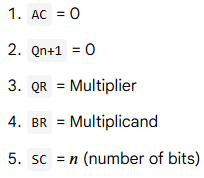 1. AC = 0
2. Qn+1 = 0
3. QR = Multiplier
4. BR = Multiplicand
5. SC = n (number of bits)